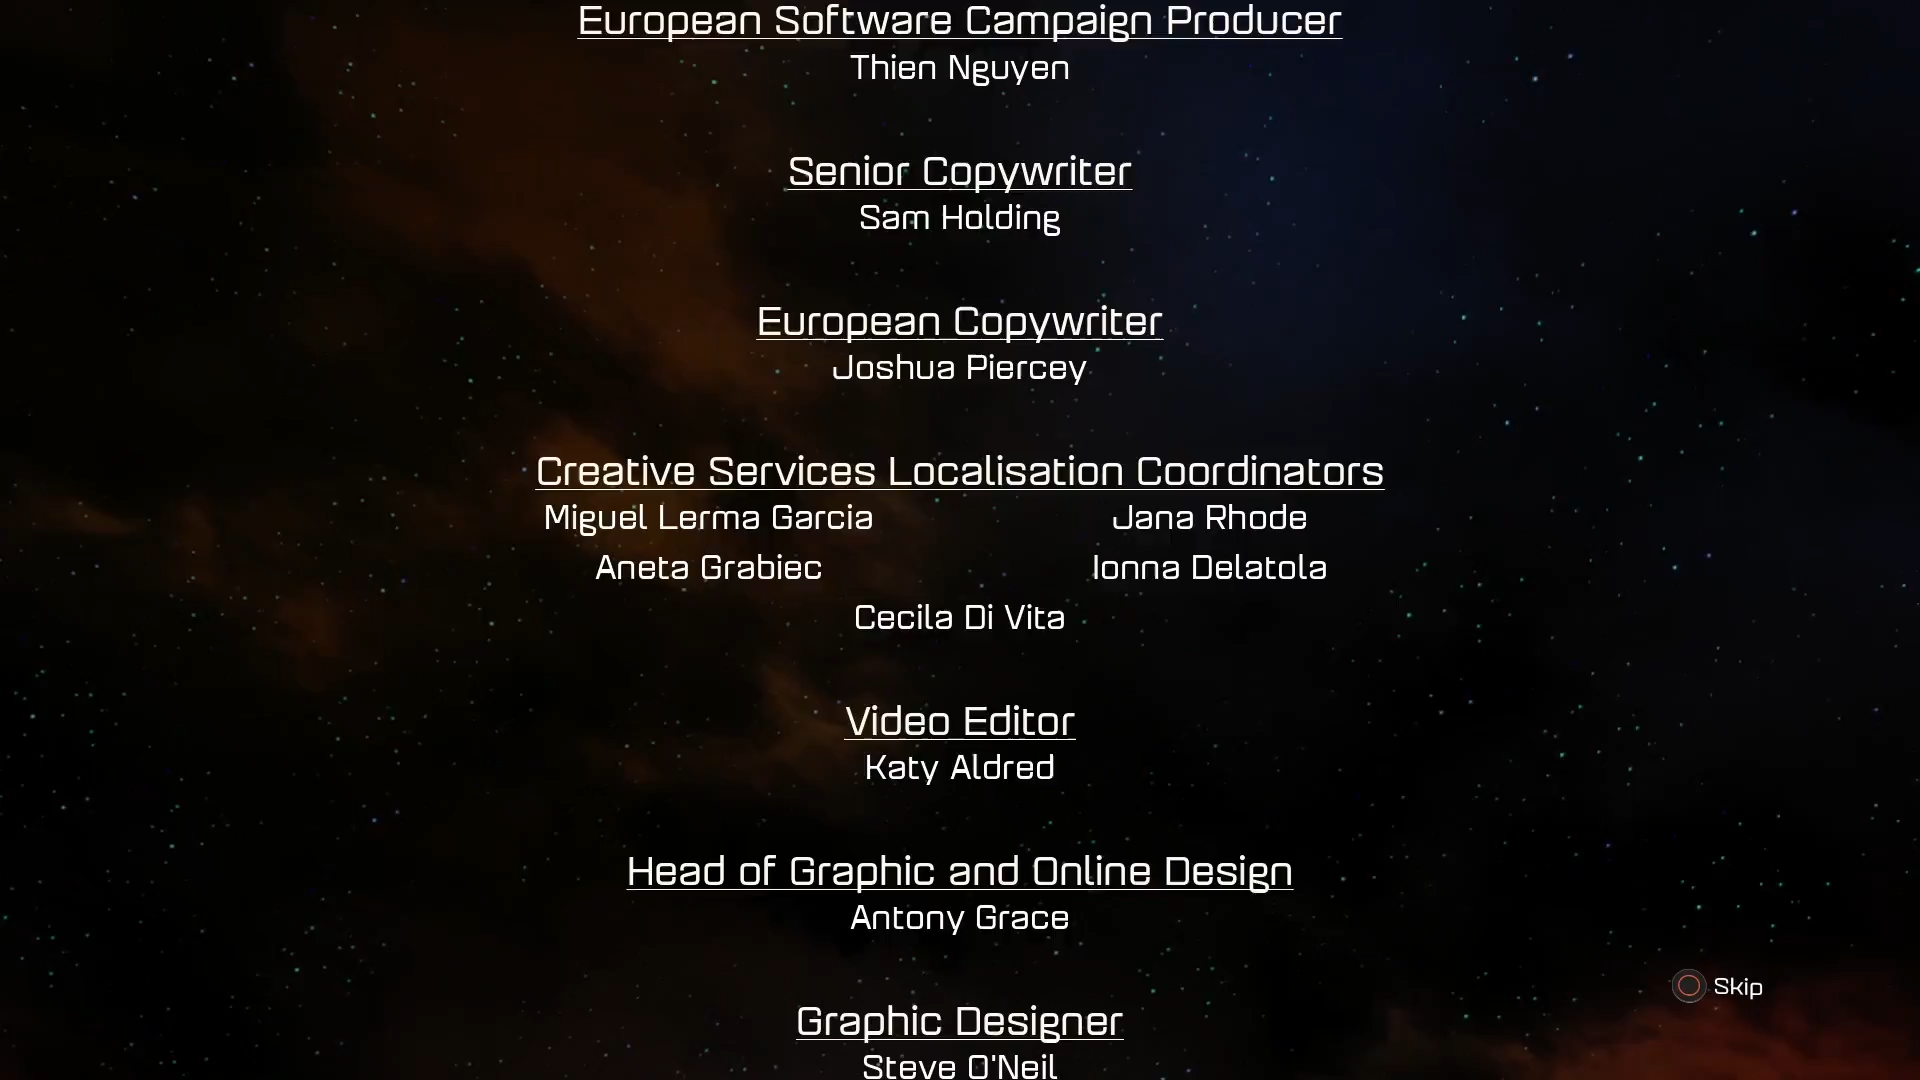 European Software Campaign Producer
Thien Nguyen
Senior Copywriter
Sam Holding
European Copywriter
Joshua Piercey
Creative Services Localisation Coordinators
Miguel Lerma Garcia Jana Rhode
Aneta Grabiec Ionna Delatola
Cecila Di Vita
Video Editor
Katy Aldred
Head of Graphic and Online Design
Antony Grace
Skip
Graphic Designer
Steve O'Neil